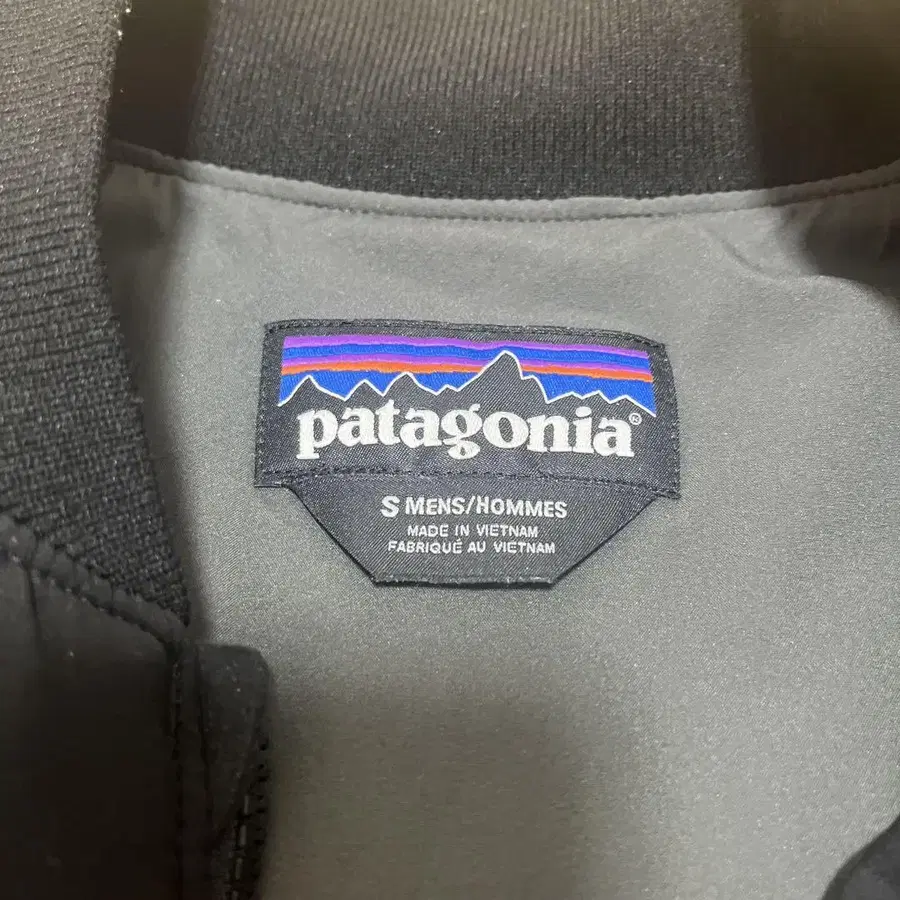 patagonia®
S MENS/HOMMES
MADE IN VIETNAM
FABRIQUÉ AU VIETNAM